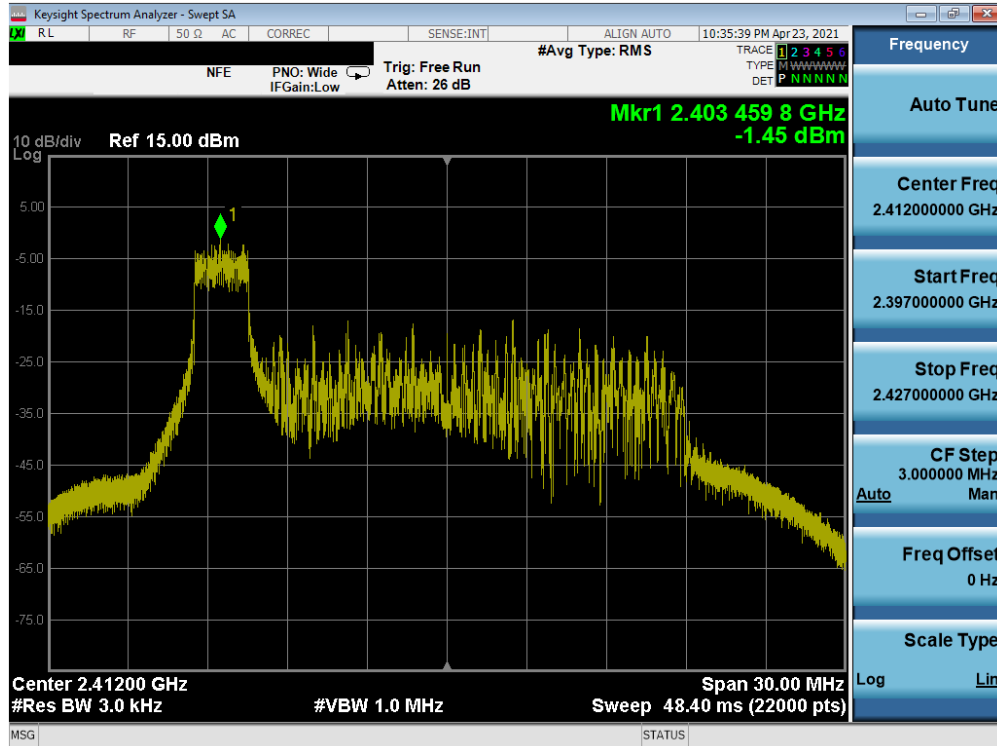 Keysight Spectrum Analyzer - Swept SA
LXI RL RF 50 Ω AC CORREC SENSE:INT ALIGN AUTO 10:35:39 PM Apr 23, 2021
NFE PNO: Wide Trig: Free Run #Avg Type: RMS TRACE 1 2 3 4 5 6
IFGain:Low Atten: 26 dB TYPE M WWWWW
DET P N N N N N
Mkr1 2.403 459 8 GHz
-1.45 dBm
10 dB/div Ref 15.00 dBm
Log
5.00
1
-5.00
-15.0
-25.0
-35.0
-45.0
-55.0
-65.0
-75.0
Center 2.41200 GHz Span 30.00 MHz
#Res BW 3.0 kHz #VBW 1.0 MHz Sweep 48.40 ms (22000 pts)
MSG STATUS
Frequency
Auto Tune
Center Freq
2.412000000 GHz
Start Freq
2.397000000 GHz
Stop Freq
2.427000000 GHz
CF Step
3.000000 MHz
Auto Man
Freq Offset
0 Hz
Scale Type
Log Lin